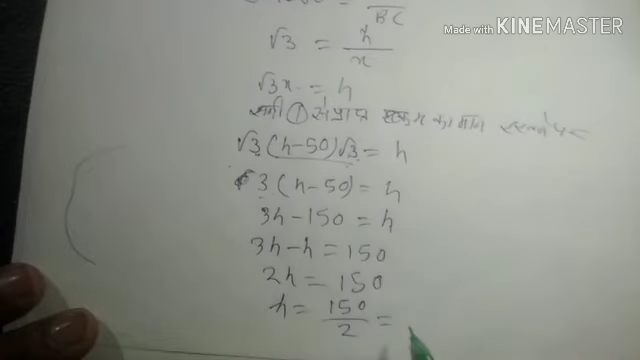 Made with KINEMASTER
BC
√3 = h/x
√3x = h
समी ① से प्राप्त x का मान रखने पर
√3 (h-50)√3 = h
3 (h-50) = h
3h-150 = h
3h-h = 150
2h = 150
h = 150/2 =